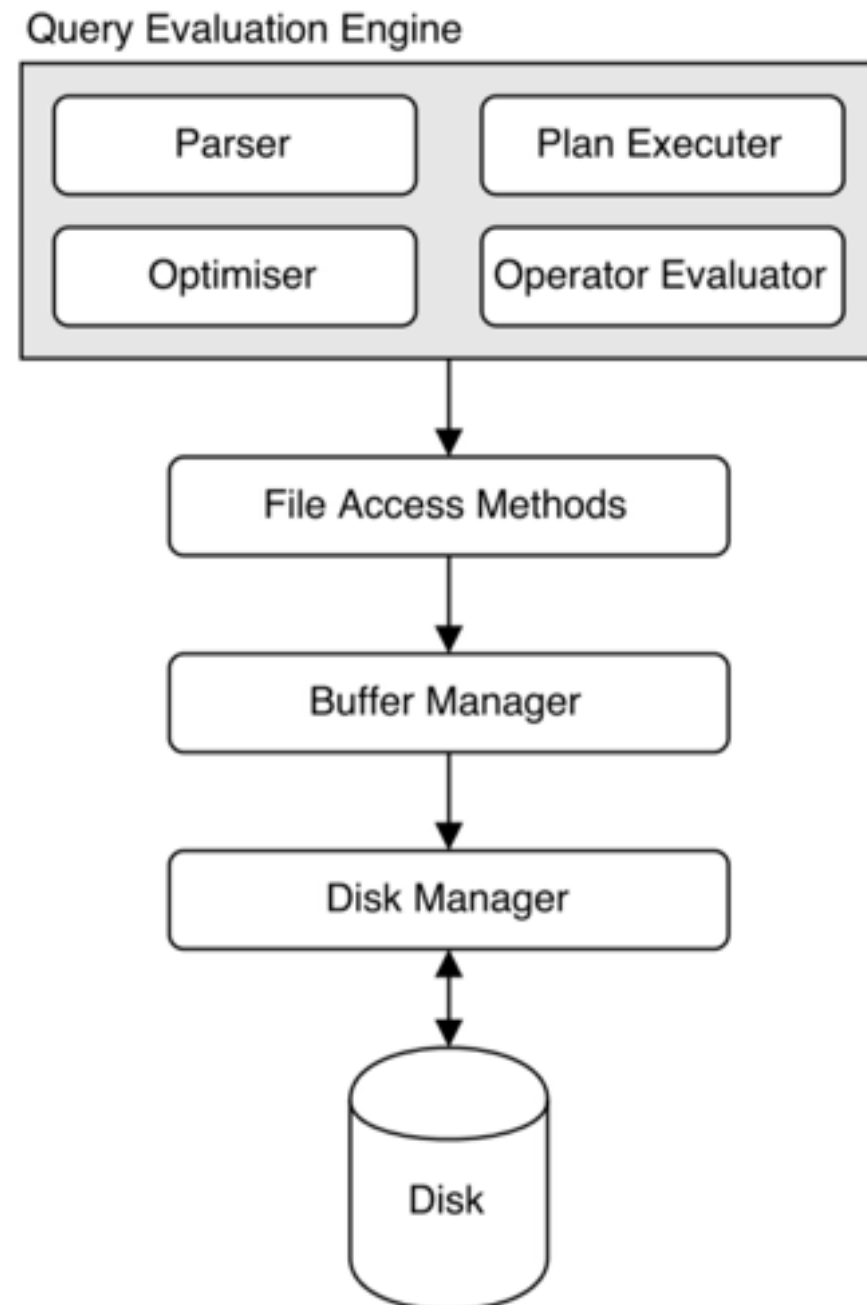 Query Evaluation Engine
Parser
Plan Executer
Optimiser
Operator Evaluator
File Access Methods
Buffer Manager
Disk Manager
Disk